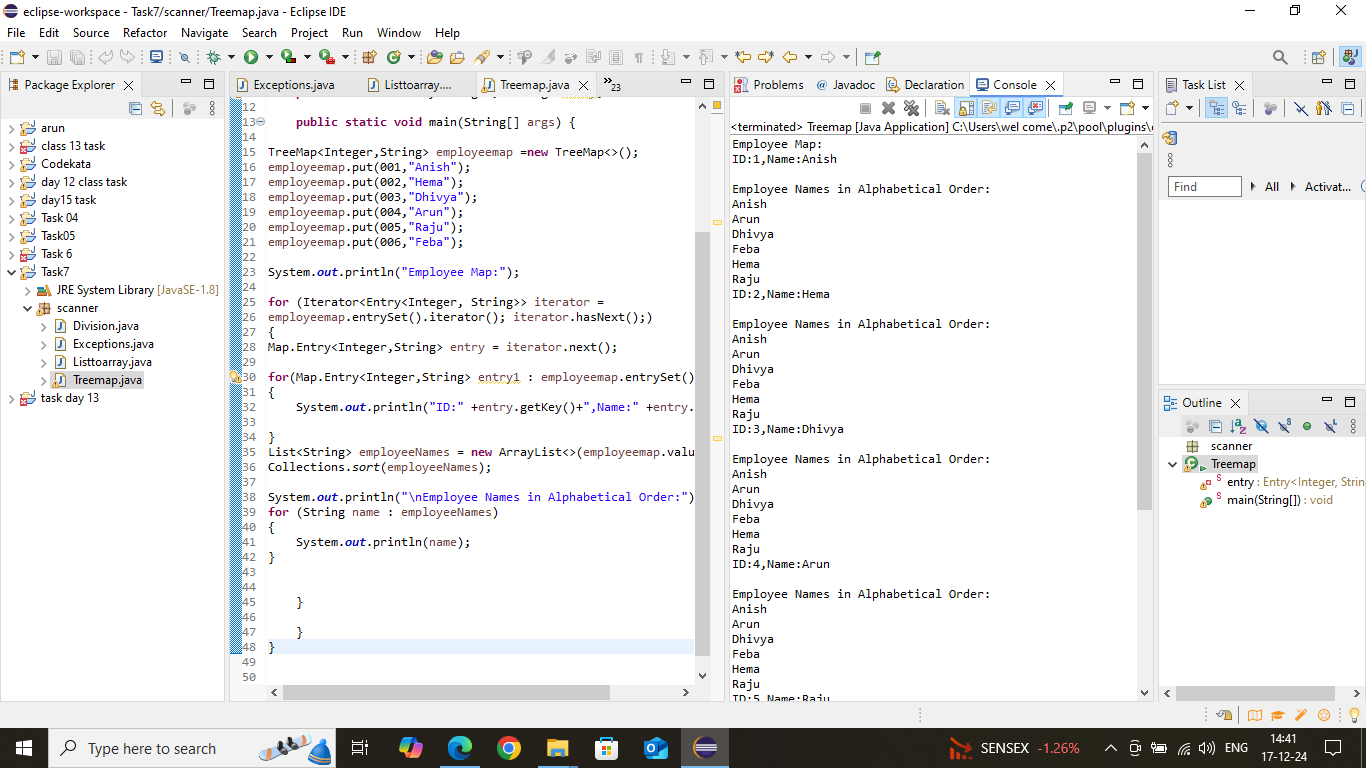 eclipse-workspace - Task7/scanner/Treemap.java - Eclipse IDE
File Edit Source Refactor Navigate Search Project Run Window Help
Package Explorer
arun
class 13 task
Codekata
day 12 class task
day15 task
Task 04
Task05
Task 6
Task7
JRE System Library [JavaSE-1.8]
scanner
Division.java
Exceptions.java
Listtoarray.java
Treemap.java
task day 13
Exceptions.java Listtoarray.... Treemap.java »23
12
13 public static void main(String[] args) {
14
15 TreeMap<Integer,String> employeemap =new TreeMap<>();
16 employeemap.put(001,"Anish");
17 employeemap.put(002,"Hema");
18 employeemap.put(003,"Dhivya");
19 employeemap.put(004,"Arun");
20 employeemap.put(005,"Raju");
21 employeemap.put(006,"Feba");
22
23 System.out.println("Employee Map:");
24
25 for (Iterator<Entry<Integer, String>> iterator =
26 employeemap.entrySet().iterator(); iterator.hasNext();)
27 {
28 Map.Entry<Integer,String> entry = iterator.next();
29
30 for(Map.Entry<Integer,String> entry1 : employeemap.entrySet()
31 {
32 System.out.println("ID:" +entry.getKey()+",Name:" +entry.
33
34 }
35 List<String> employeeNames = new ArrayList<>(employeemap.valu
36 Collections.sort(employeeNames);
37
38 System.out.println("\nEmployee Names in Alphabetical Order:")
39 for (String name : employeeNames)
40 {
41 System.out.println(name);
42 }
43
44
45 }
46
47 }
48 }
49
50
Problems @ Javadoc Declaration Console
<terminated> Treemap [Java Application] C:\Users\wel come\.p2\pool\plugins\
Employee Map:
ID:1,Name:Anish
Employee Names in Alphabetical Order:
Anish
Arun
Dhivya
Feba
Hema
Raju
ID:2,Name:Hema
Employee Names in Alphabetical Order:
Anish
Arun
Dhivya
Feba
Hema
Raju
ID:3,Name:Dhivya
Employee Names in Alphabetical Order:
Anish
Arun
Dhivya
Feba
Hema
Raju
ID:4,Name:Arun
Employee Names in Alphabetical Order:
Anish
Arun
Dhivya
Feba
Hema
Raju
ID:5,Name:Raju
Task List
Find All Activat...
Outline
scanner
Treemap
entry : Entry<Integer, Strin
main(String[]) : void
Type here to search
SENSEX -1.26%
ENG
14:41
17-12-24